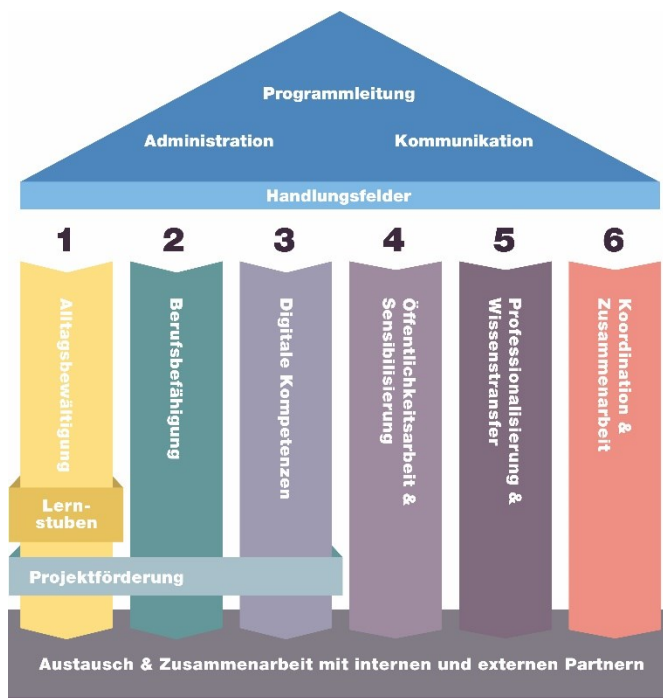 Programmleitung
Administration
Kommunikation
Handlungsfelder
1
2
3
4
5
6
Alltagsbewältigung
Berufsbefähigung
Digitale Kompetenzen
Öffentlichkeitsarbeit &
Sensibilisierung
Professionalisierung &
Wissenstransfer
Koordination &
Zusammenarbeit
Lern-
stuben
Projektförderung
Austausch & Zusammenarbeit mit internen und externen Partnern